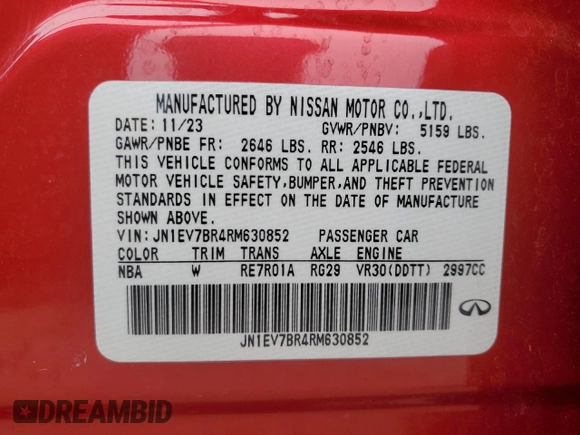 MANUFACTURED BY NISSAN MOTOR CO.,LTD.
DATE: 11/23 GVWR/PNBV: 5159 LBS.
GAWR/PNBE FR: 2646 LBS. RR: 2546 LBS.
THIS VEHICLE CONFORMS TO ALL APPLICABLE FEDERAL
MOTOR VEHICLE SAFETY,BUMPER,AND THEFT PREVENTION
STANDARDS IN EFFECT ON THE DATE OF MANUFACTURE
SHOWN ABOVE.
VIN: JN1EV7BR4RM630852 PASSENGER CAR
COLOR TRIM TRANS AXLE ENGINE
NBA W RE7R01A RG29 VR30(DDTT) 2997CC
JN1EV7BR4RM630852
DREAMBID